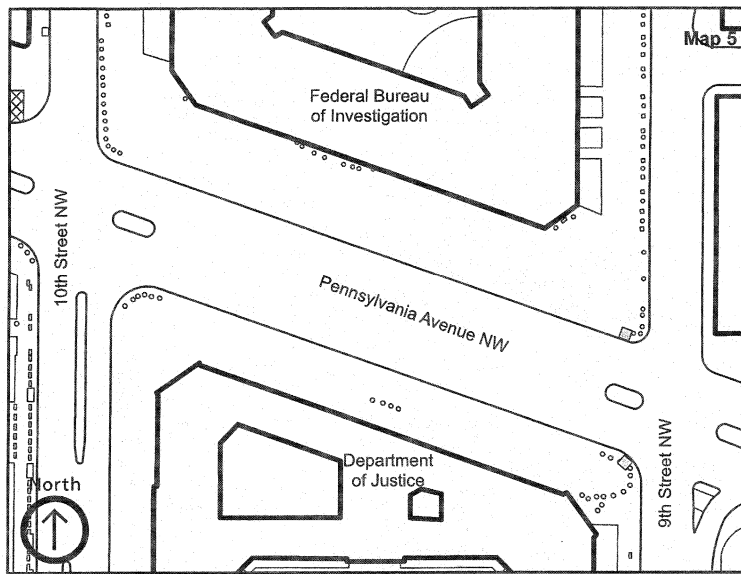 Map 5
Federal Bureau
of Investigation
10th Street NW
Pennsylvania Avenue NW
Department
of Justice
9th Street NW
North